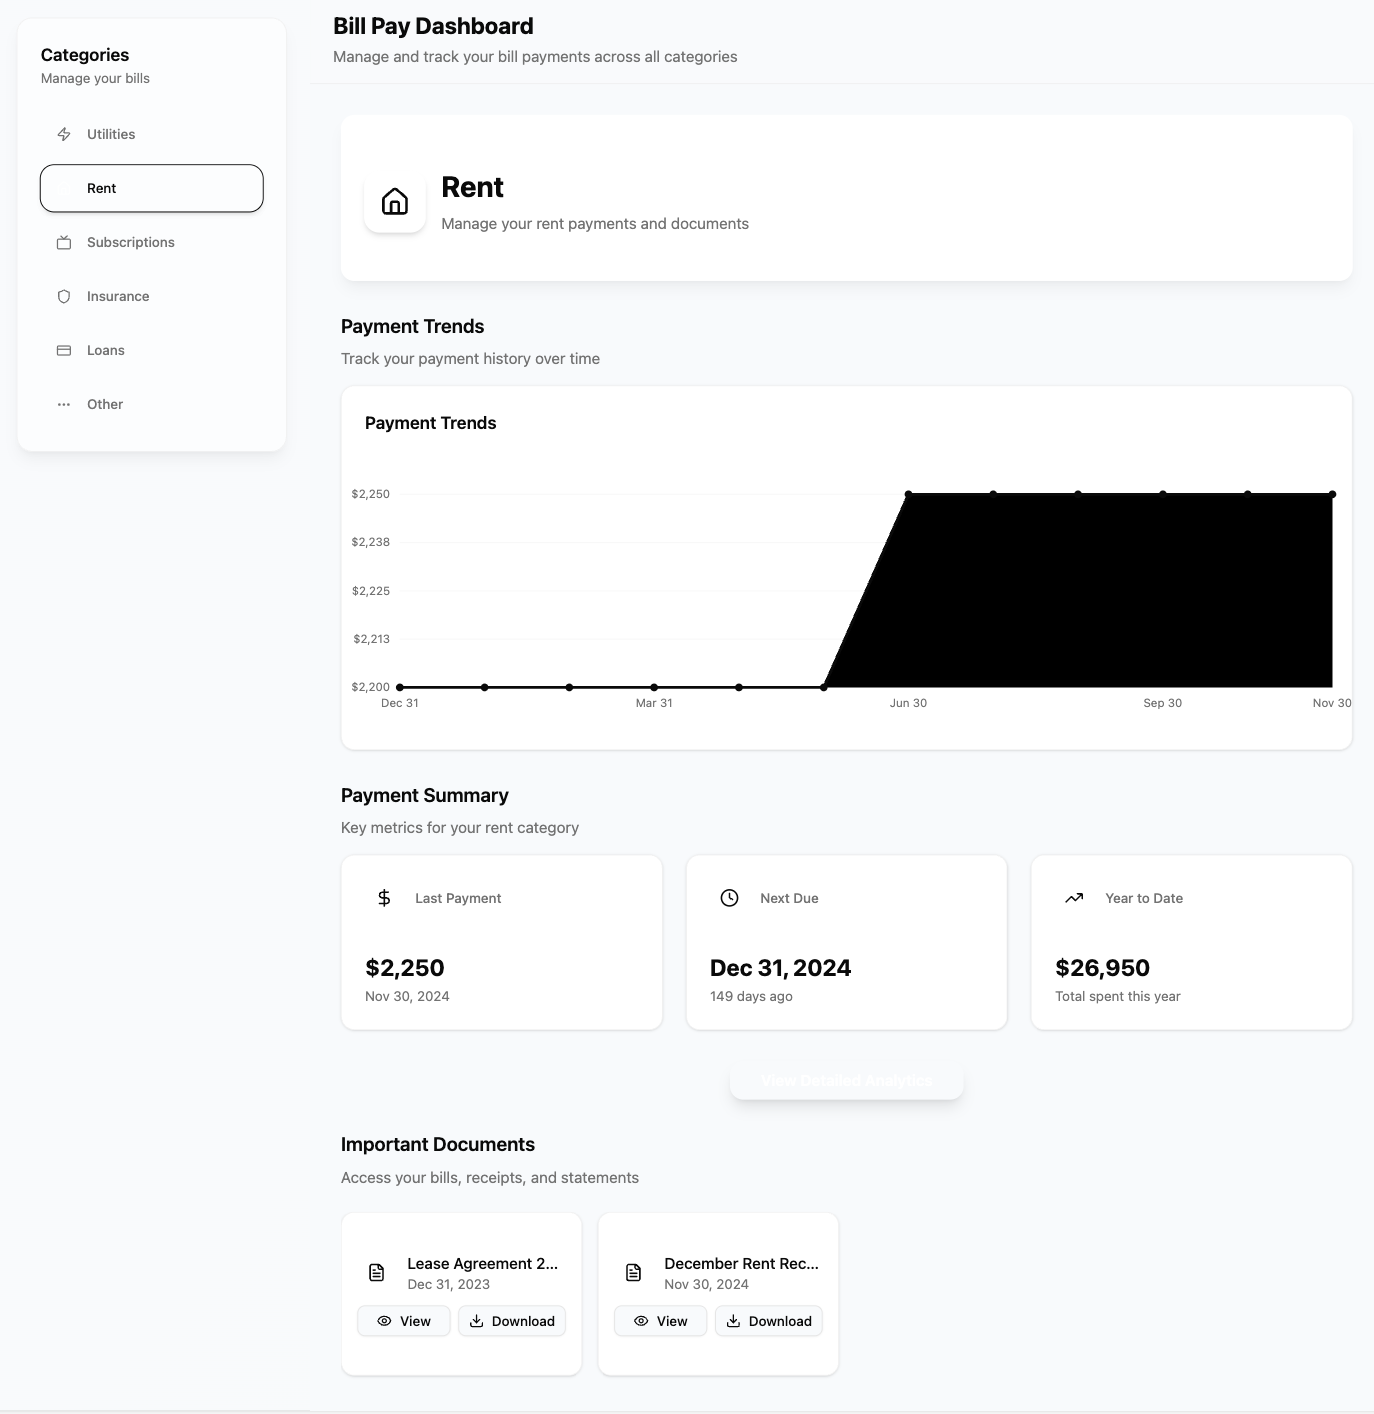 Categories
Manage your bills
Utilities
Rent
Subscriptions
Insurance
Loans
Other
Bill Pay Dashboard
Manage and track your bill payments across all categories
Rent
Manage your rent payments and documents
Payment Trends
Track your payment history over time
Payment Trends
$2,250
$2,238
$2,225
$2,213
$2,200
Dec 31 Mar 31 Jun 30 Sep 30 Nov 30
Payment Summary
Key metrics for your rent category
Last Payment
$2,250
Nov 30, 2024
Next Due
Dec 31, 2024
149 days ago
Year to Date
$26,950
Total spent this year
View Detailed Analytics
Important Documents
Access your bills, receipts, and statements
Lease Agreement 2...
Dec 31, 2023
View Download
December Rent Rec...
Nov 30, 2024
View Download